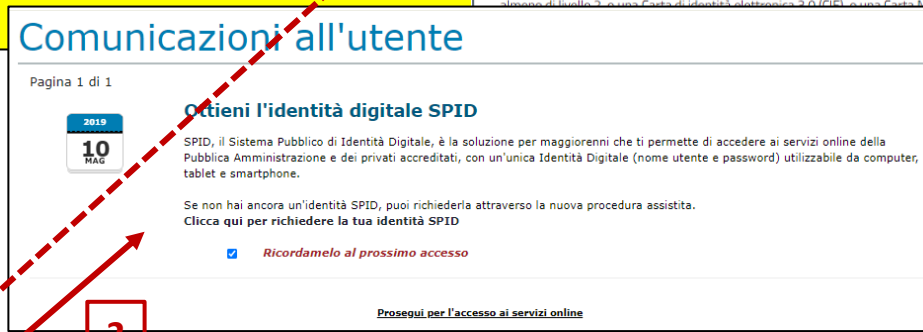 almeno di livello 2, o una Carta di identità elettronica 3.0 (CIE), o una Carta
Comunicazioni all'utente
Pagina 1 di 1
2019
10
MAG
Ottieni l'identità digitale SPID
SPID, il Sistema Pubblico di Identità Digitale, è la soluzione per maggiorenni che ti permette di accedere ai servizi online della
Pubblica Amministrazione e dei privati accreditati, con un'unica Identità Digitale (nome utente e password) utilizzabile da computer,
tablet e smartphone.
Se non hai ancora un'identità SPID, puoi richiederla attraverso la nuova procedura assistita.
Clicca qui per richiedere la tua identità SPID
Ricordamelo al prossimo accesso
Prosegui per l'accesso ai servizi online